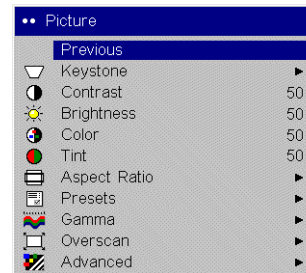 Picture
Previous
Keystone
Contrast 50
Brightness 50
Color 50
Tint 50
Aspect Ratio
Presets
Gamma
Overscan
Advanced